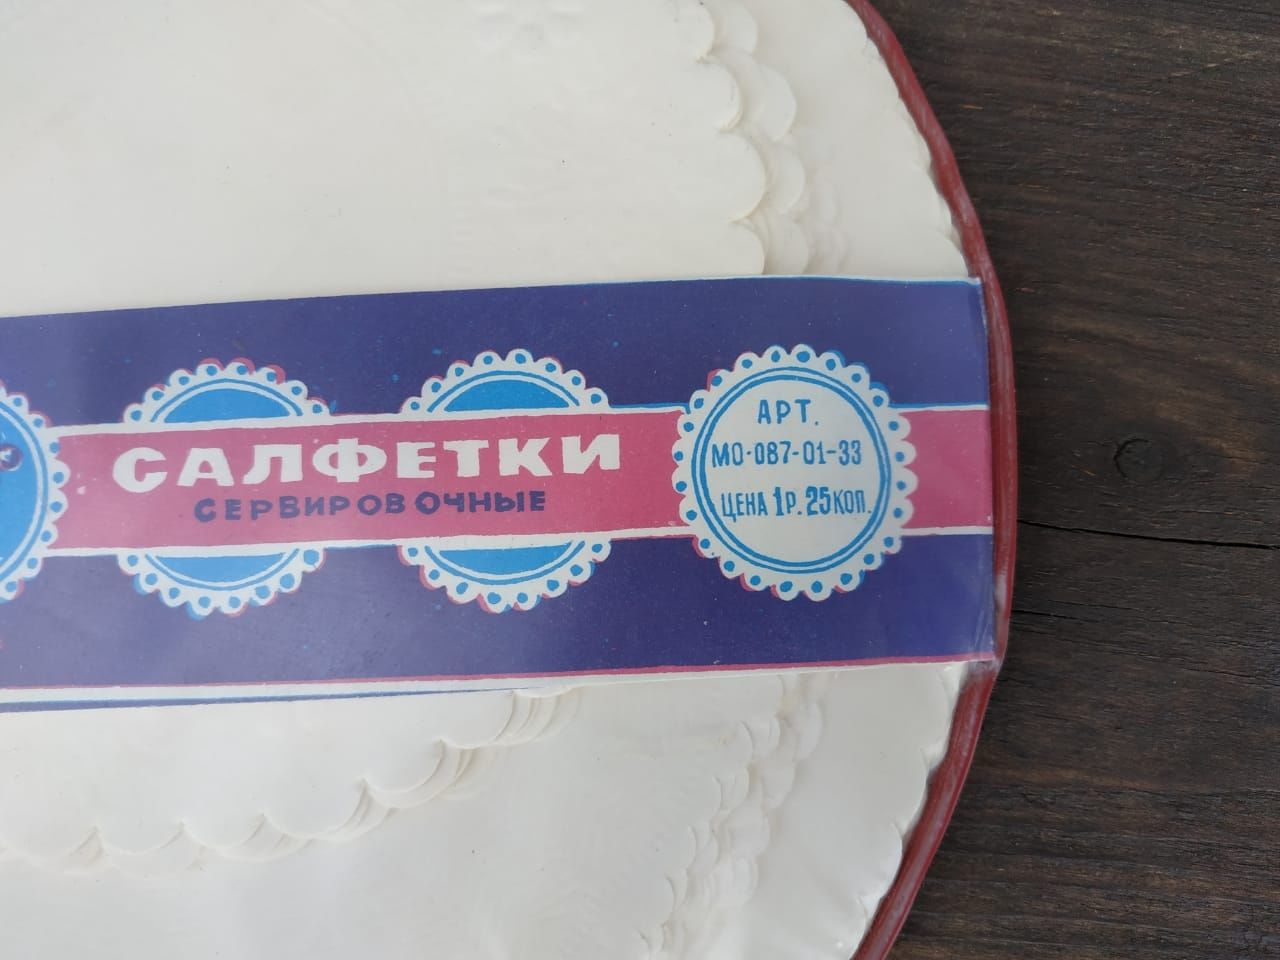 САЛФЕТКИ
СЕРВИРОВОЧНЫЕ
АРТ.
МО-087-01-33
ЦЕНА 1Р. 25КОП.